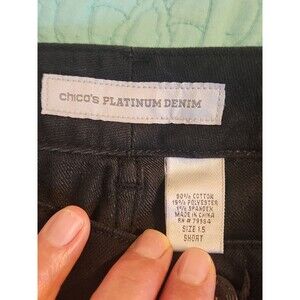 chico's PLATINUM DENIM
80% COTTON
19% POLYESTER
1% SPANDEX
MADE IN CHINA
RN # 79984
SIZE 1.5
SHORT